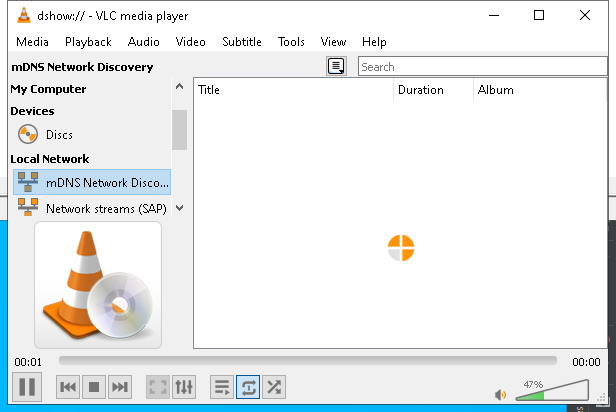 dshow:// - VLC media player
Media Playback Audio Video Subtitle Tools View Help
mDNS Network Discovery
Search
My Computer
Title Duration Album
Devices
Discs
Local Network
mDNS Network Disco...
Network streams (SAP)
00:01 00:00
47%